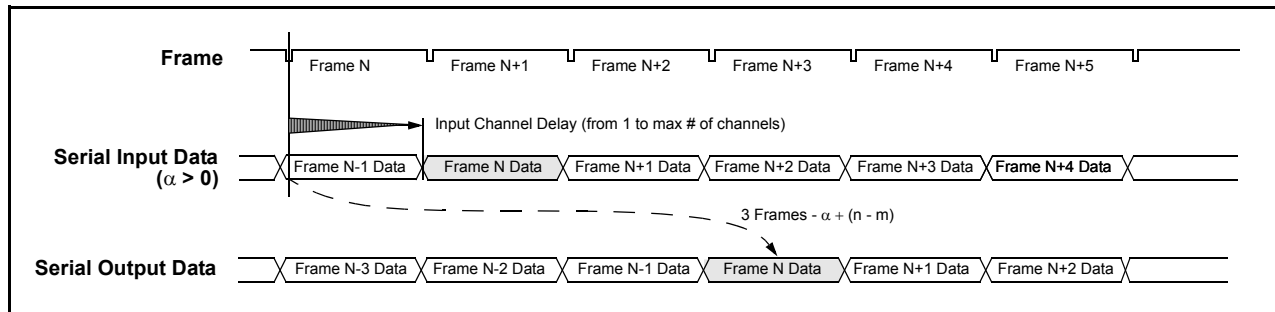 Frame
Frame N
Frame N+1
Frame N+2
Frame N+3
Frame N+4
Frame N+5
Input Channel Delay (from 1 to max # of channels)
Serial Input Data
(α > 0)
Frame N-1 Data
Frame N Data
Frame N+1 Data
Frame N+2 Data
Frame N+3 Data
Frame N+4 Data
3 Frames - α + (n - m)
Serial Output Data
Frame N-3 Data
Frame N-2 Data
Frame N-1 Data
Frame N Data
Frame N+1 Data
Frame N+2 Data